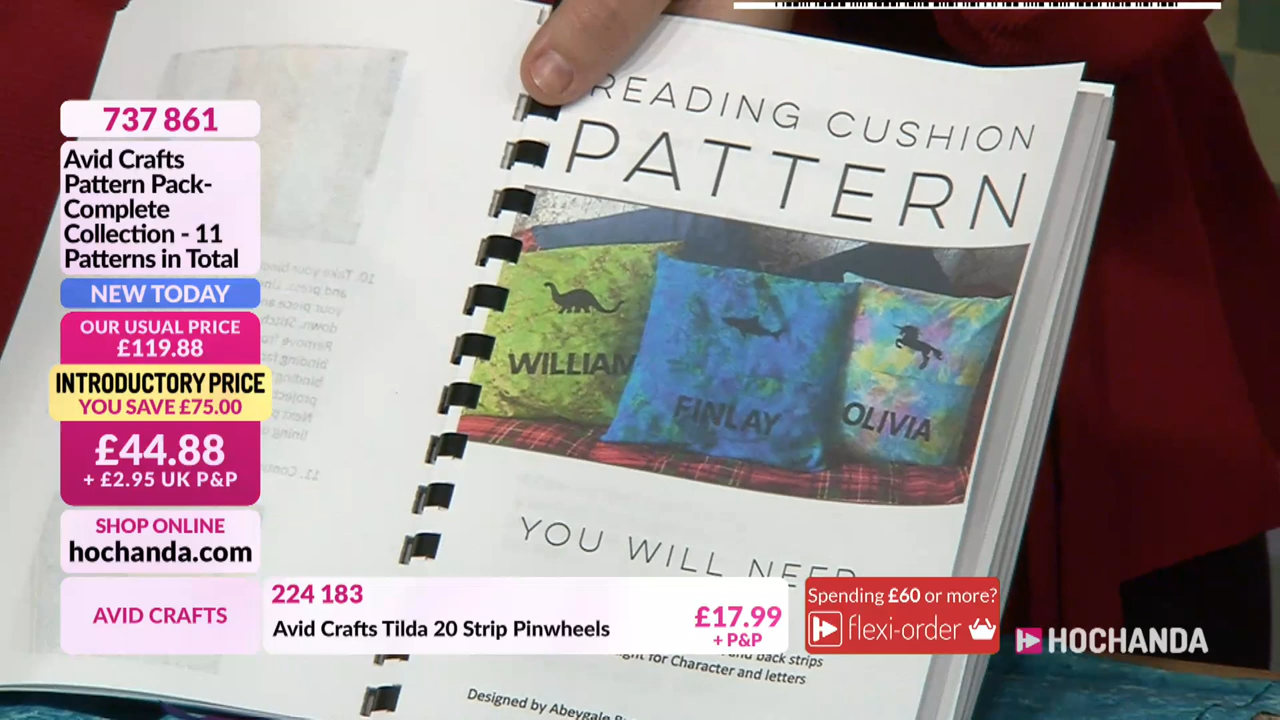 737 861
Avid Crafts
Pattern Pack-
Complete
Collection - 11
Patterns in Total
NEW TODAY
OUR USUAL PRICE
£119.88
INTRODUCTORY PRICE
YOU SAVE £75.00
£44.88
+ £2.95 UK P&P
SHOP ONLINE
hochanda.com
READING CUSHION
PATTERN
WILLIAM
FINLAY
OLIVIA
YOU WILL NEED
back strips
for Character and letters
Designed by Abeygale
AVID CRAFTS
224 183
Avid Crafts Tilda 20 Strip Pinwheels
£17.99
+ P&P
Spending £60 or more?
flexi-order
HOCHANDA